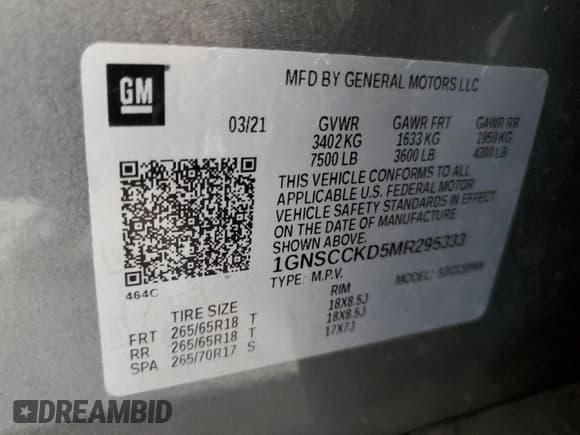 GM
MFD BY GENERAL MOTORS LLC
03/21 GVWR GAWR FRT GAWR RR
3402 KG 1633 KG 1950 KG
7500 LB 3600 LB 4300 LB
THIS VEHICLE CONFORMS TO ALL
APPLICABLE U.S. FEDERAL MOTOR
VEHICLE SAFETY STANDARDS IN EFFECT
ON THE DATE OF MANUFACTURE
SHOWN ABOVE.
1GNSCCKD5MR295333
TYPE: M.P.V. MODEL:
464C
TIRE SIZE RIM
FRT 265/65R18 T 18X8.5J
RR 265/65R18 T 18X8.5J
SPA 265/70R17 S 17X7J
DREAMBID